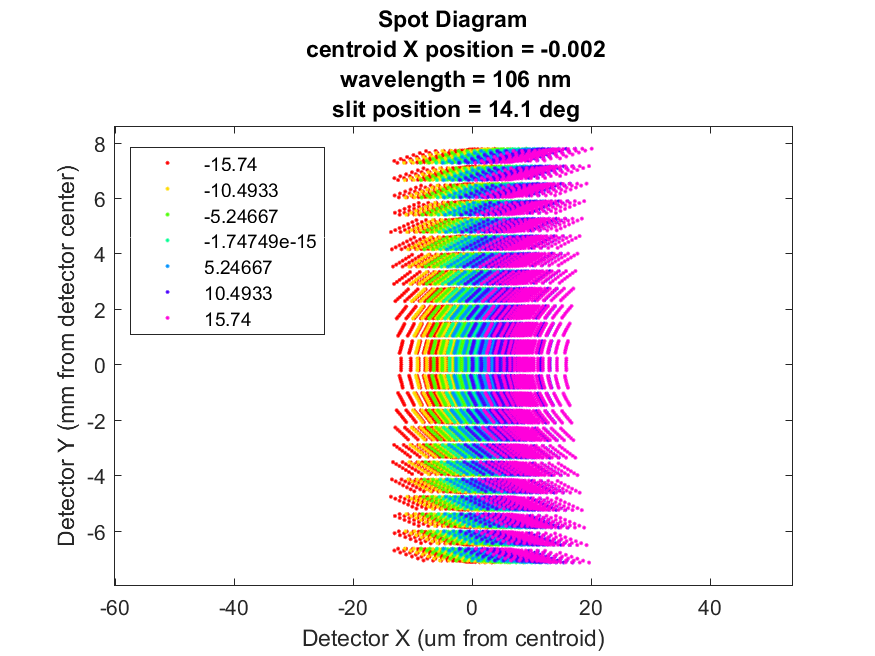 Spot Diagram
centroid X position = -0.002
wavelength = 106 nm
slit position = 14.1 deg
8
6
4
2
0
-2
-4
-6
-60
-40
-20
0
20
40
-15.74
-10.4933
-5.24667
-1.74749e-15
5.24667
10.4933
15.74
Detector Y (mm from detector center)
Detector X (um from centroid)